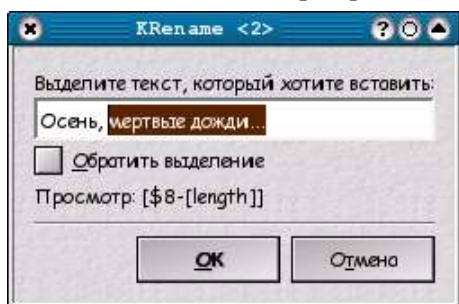 KRename <2>
Выделите текст, который хотите вставить:
Осень, мертвые дожди...
Обратить выделение
Просмотр: [$8-[length]]
OK
Отмена